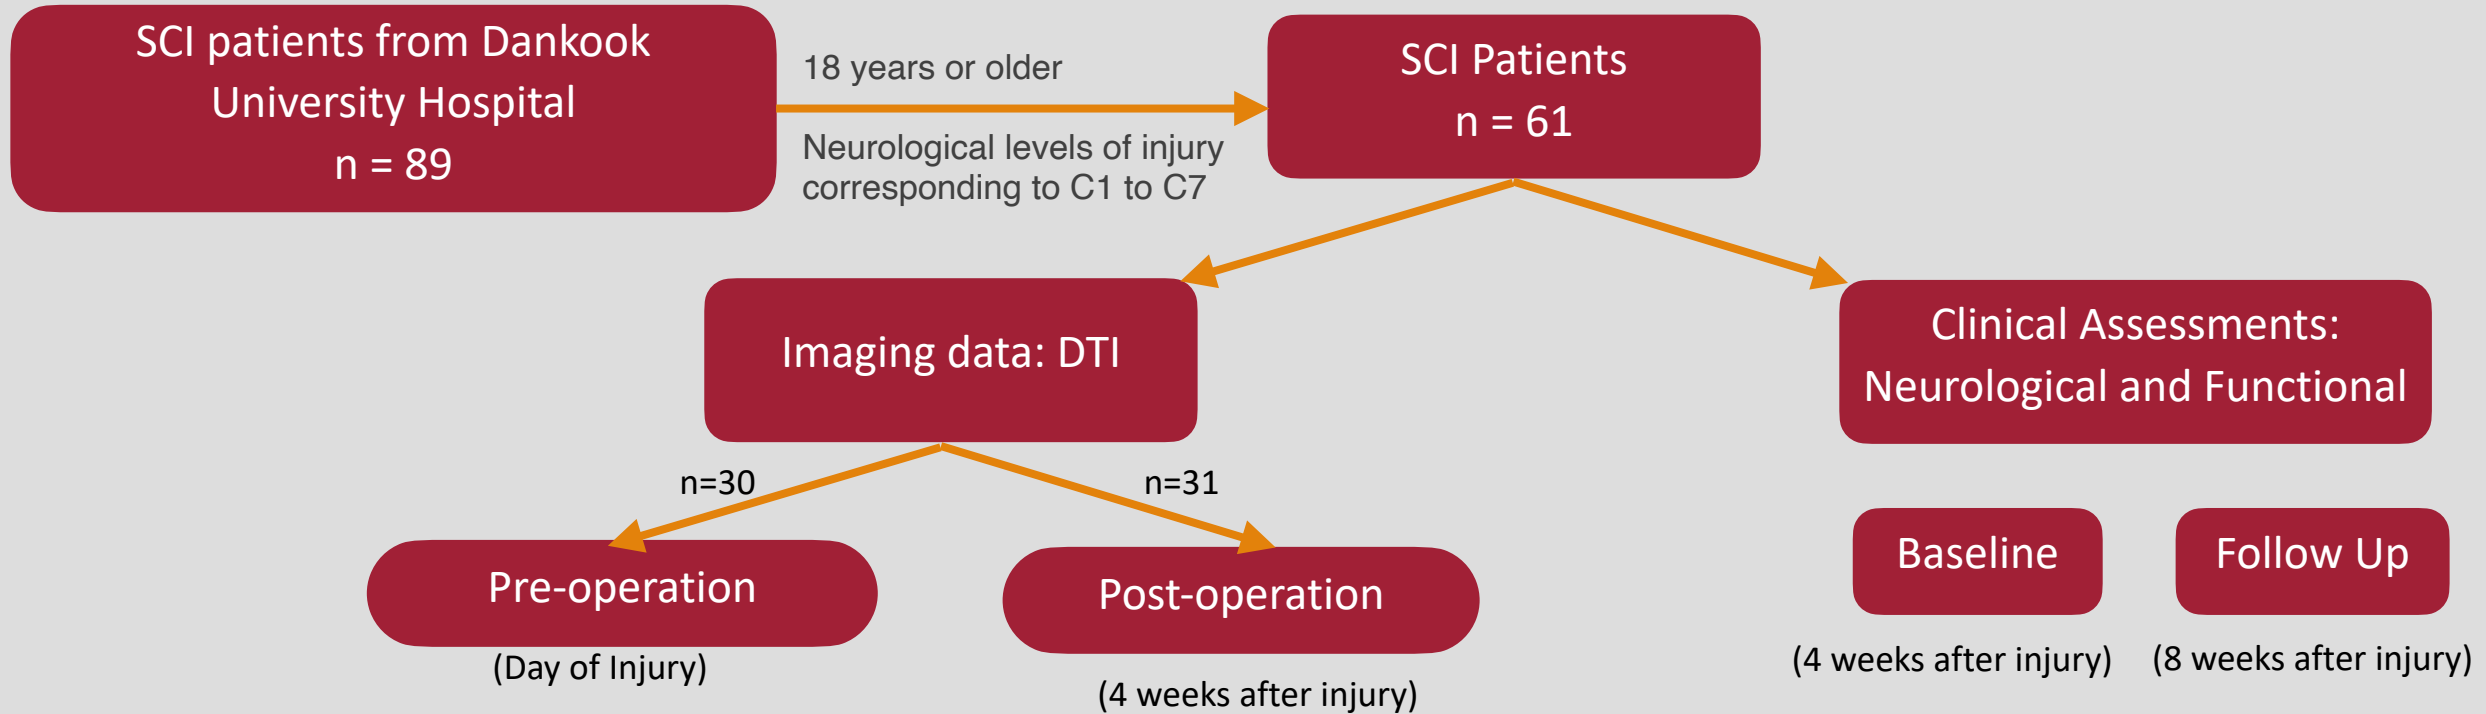 SCI patients from Dankook
University Hospital
n = 89
18 years or older
Neurological levels of injury
corresponding to C1 to C7
SCI Patients
n = 61
Imaging data: DTI
Clinical Assessments:
Neurological and Functional
n=30
n=31
Pre-operation
(Day of Injury)
Post-operation
(4 weeks after injury)
Baseline
(4 weeks after injury)
Follow Up
(8 weeks after injury)